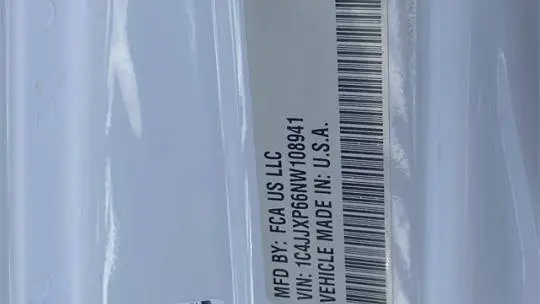 MFD BY: FCA US LLC
VIN: 1C4JJXP66NW108941
VEHICLE MADE IN: U.S.A.